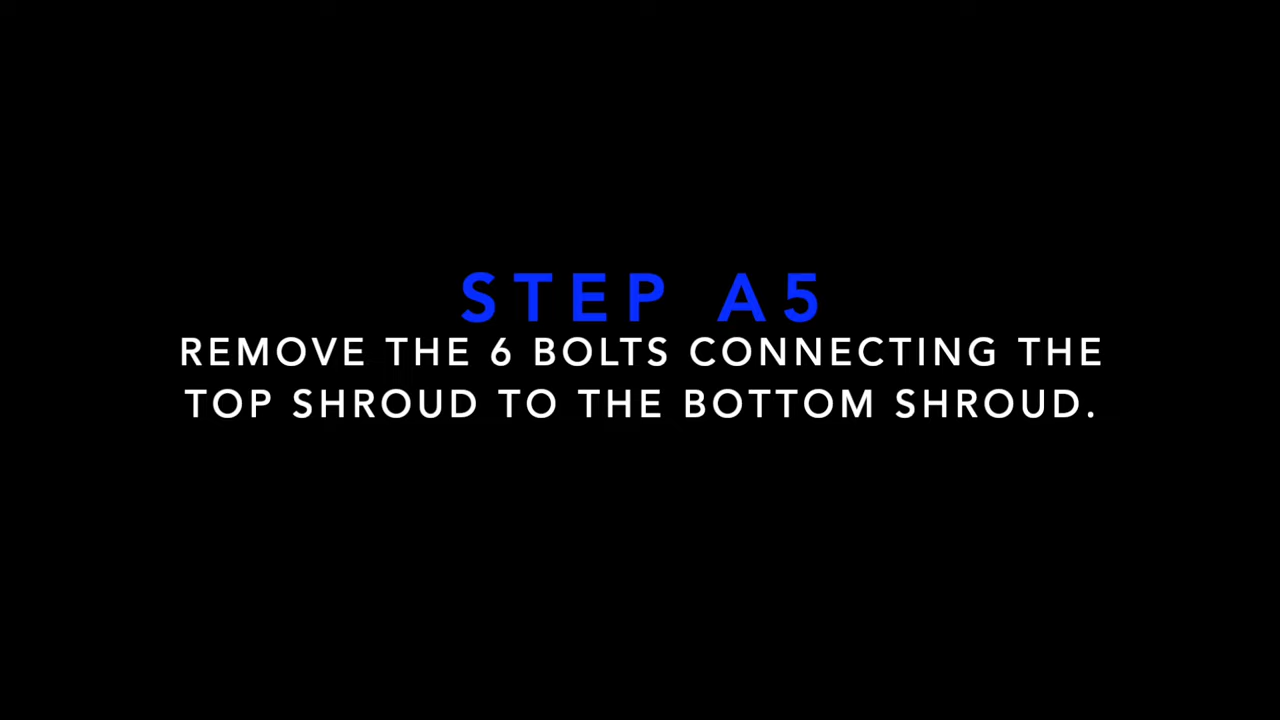 STEP A5
REMOVE THE 6 BOLTS CONNECTING THE
TOP SHROUD TO THE BOTTOM SHROUD.